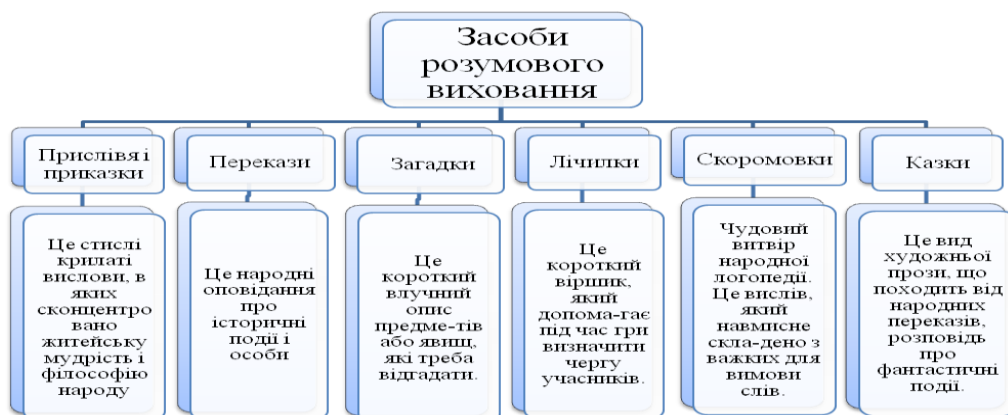 Засоби
розумового
виховання
Прислівя і
приказки
Перекази
Загадки
Лічилки
Скоромовки
Казки
Це стислі
крилаті
вислови, в
яких
сконцентро
вано
житейську
мудрість і
філософію
народу
Це народні
оповідання
про
історичні
події і
особи
Це
короткий
влучний
опис
предме-тів
або явищ,
які треба
відгадати.
Це
короткий
віршик,
який
допома-гає
під час гри
визначити
чергу
учасників.
Чудовий
витвір
народної
логопедії.
Це вислів,
який
навмисне
скла-дено з
важких для
вимови
слів.
Це вид
художньої
прози, що
походить від
народних
переказів,
розповідь
про
фантастичні
події.